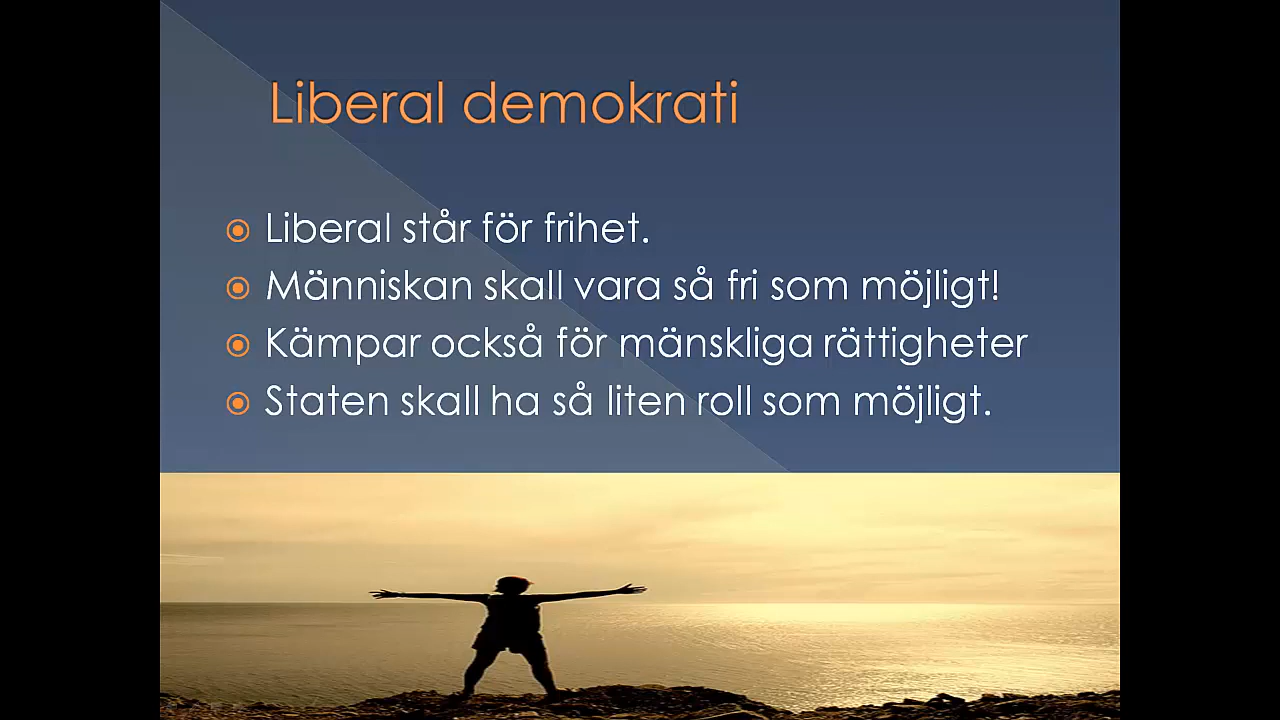 Liberal demokrati
Liberal står för frihet.
Människan skall vara så fri som möjligt!
Kämpar också för mänskliga rättigheter
Staten skall ha så liten roll som möjligt.